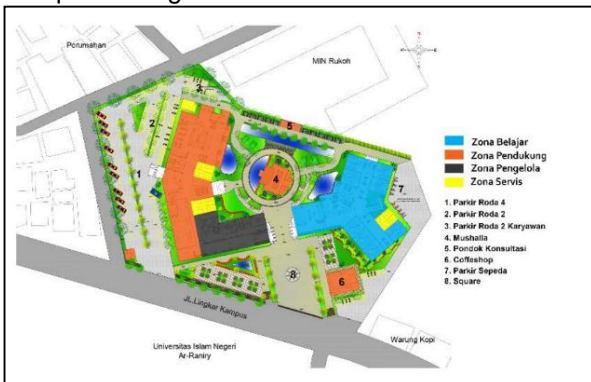 Perumahan
MIN Rukoh
3
2
5
1
4
7
8
6
JL.Lingkar Kampus
Universitas Islam Negeri
Ar-Raniry
Warung Kopi
Zona Belajar
Zona Pendukung
Zona Pengelola
Zona Servis
1. Parkir Roda 4
2. Parkir Roda 2
3. Parkir Roda 2 Karyawan
4. Mushalla
5. Pondok Konsultasi
6. Coffeshop
7. Parkir Sepeda
8. Square